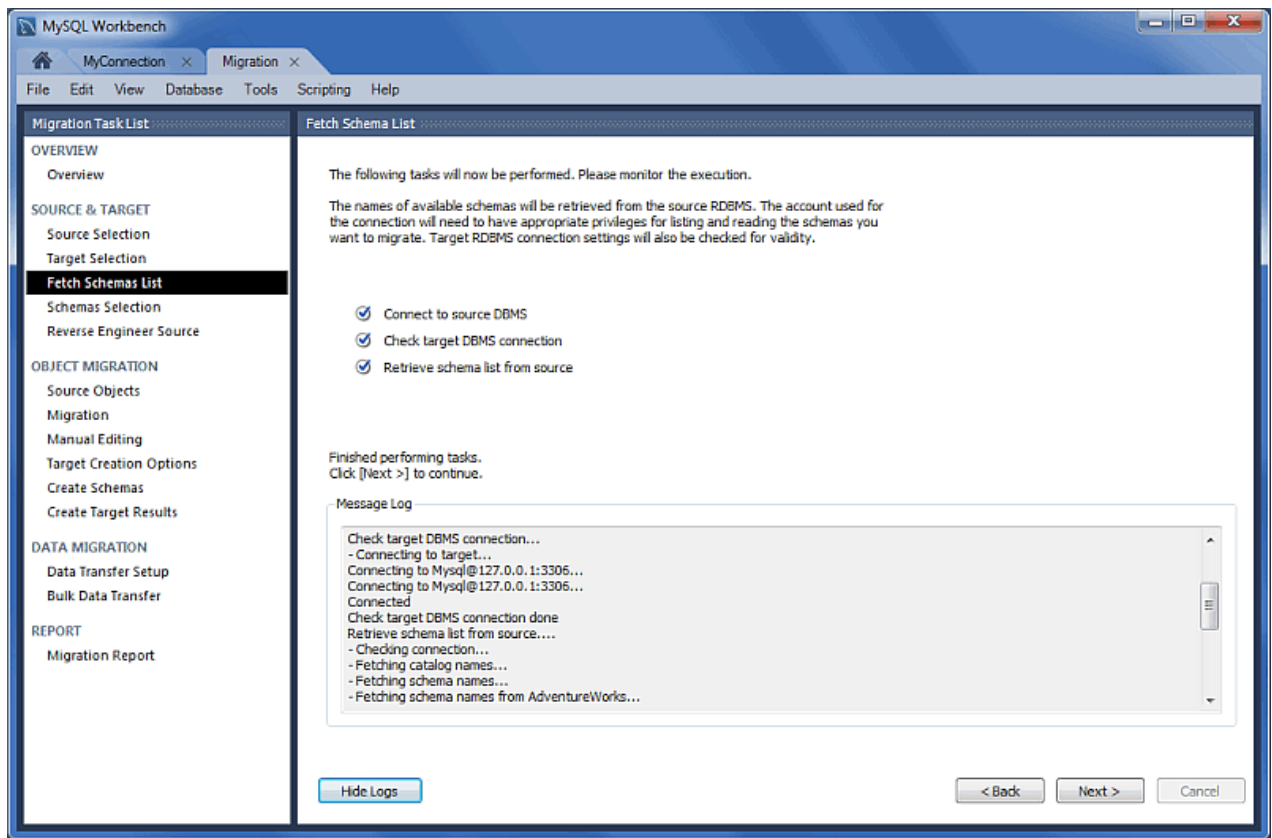 MySQL Workbench
MyConnection
Migration
File Edit View Database Tools Scripting Help
Migration Task List
OVERVIEW
Overview
SOURCE & TARGET
Source Selection
Target Selection
Fetch Schemas List
Schemas Selection
Reverse Engineer Source
OBJECT MIGRATION
Source Objects
Migration
Manual Editing
Target Creation Options
Create Schemas
Create Target Results
DATA MIGRATION
Data Transfer Setup
Bulk Data Transfer
REPORT
Migration Report
Fetch Schema List
The following tasks will now be performed. Please monitor the execution.
The names of available schemas will be retrieved from the source RDBMS. The account used for
the connection will need to have appropriate privileges for listing and reading the schemas you
want to migrate. Target RDBMS connection settings will also be checked for validity.
Connect to source DBMS
Check target DBMS connection
Retrieve schema list from source
Finished performing tasks.
Click [Next >] to continue.
Message Log
Check target DBMS connection...
- Connecting to target...
Connecting to Mysql@127.0.0.1:3306...
Connecting to Mysql@127.0.0.1:3306...
Connected
Check target DBMS connection done
Retrieve schema list from source....
- Checking connection...
- Fetching catalog names...
- Fetching schema names...
- Fetching schema names from AdventureWorks...
Hide Logs
< Back
Next >
Cancel